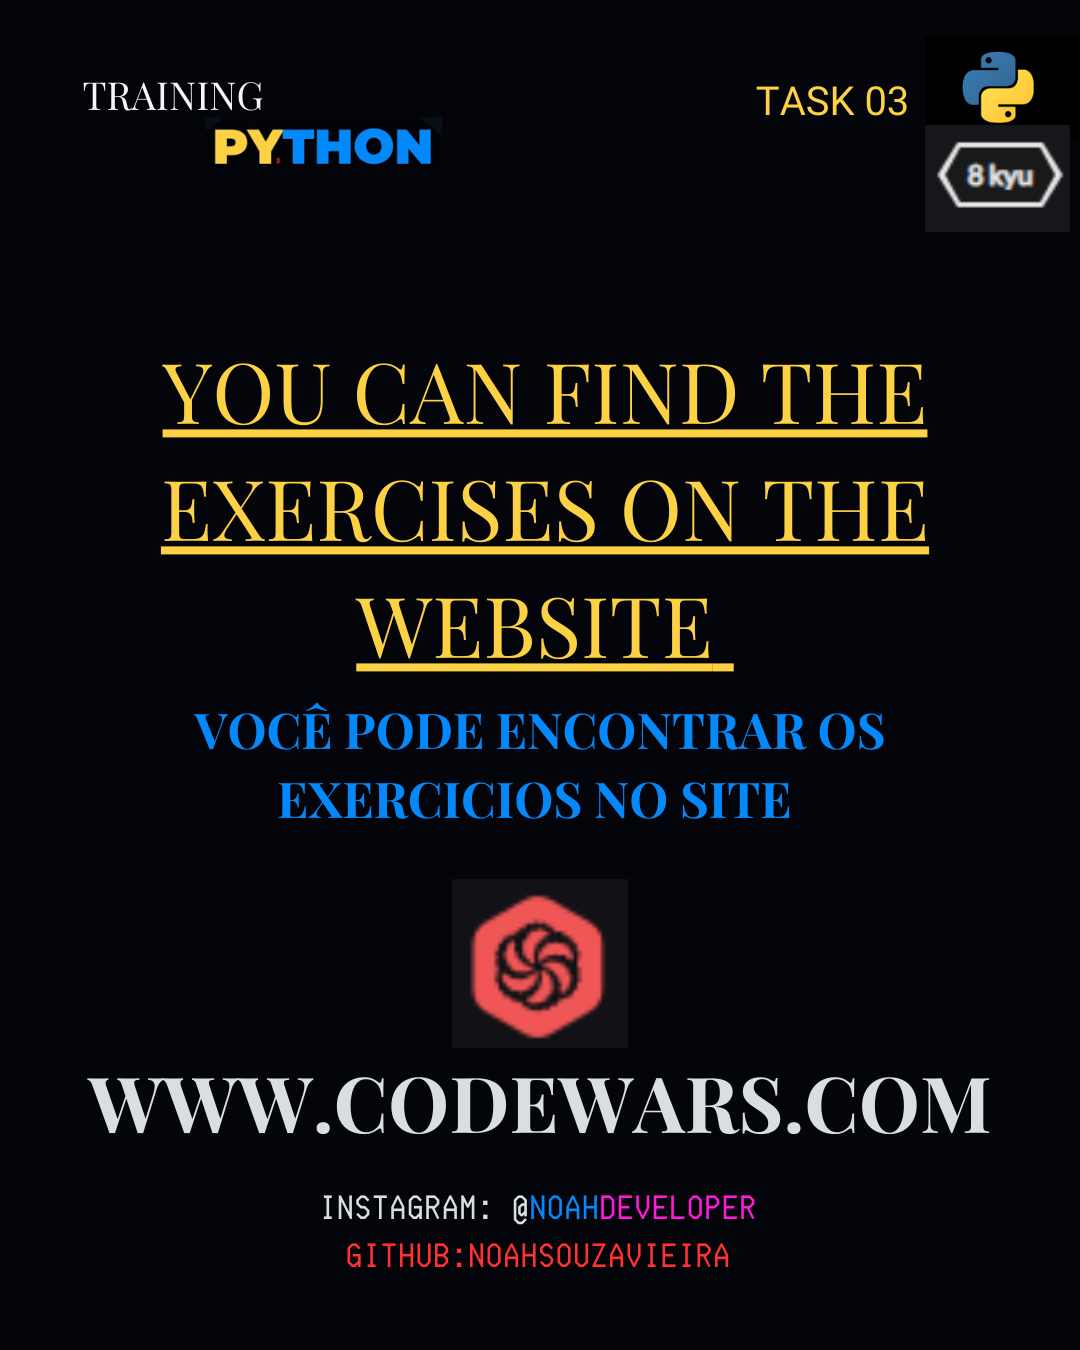 TRAINING
PYTHON
TASK 03
8 kyu
YOU CAN FIND THE
EXERCISES ON THE
WEBSITE
VOCÊ PODE ENCONTRAR OS
EXERCICIOS NO SITE
WWW.CODEWARS.COM
INSTAGRAM: @NOAHDEVELOPER
GITHUB:NOAHSOUZAVIEIRA